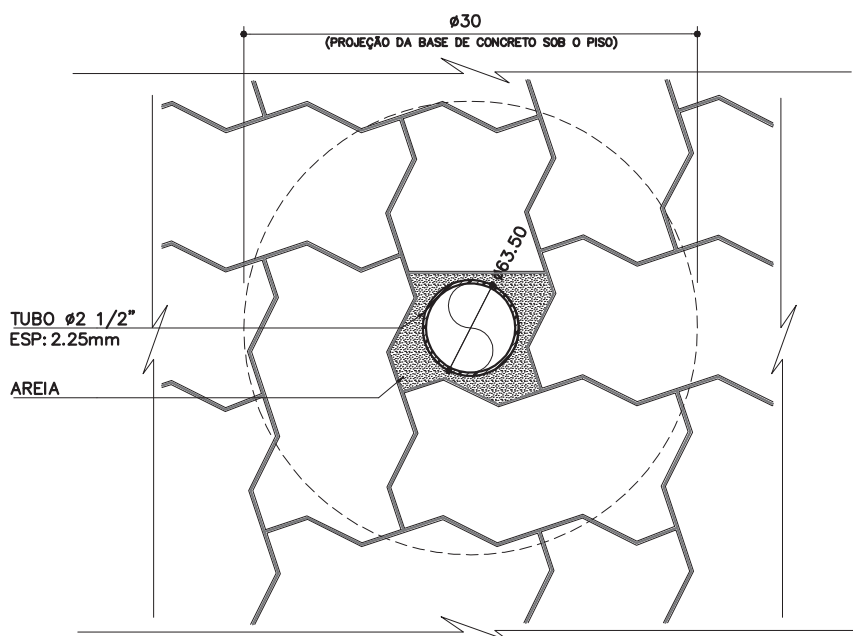 ø30
(PROJEÇÃO DA BASE DE CONCRETO SOB O PISO)
ø63.50
TUBO ø2 1/2"
ESP: 2.25mm
AREIA